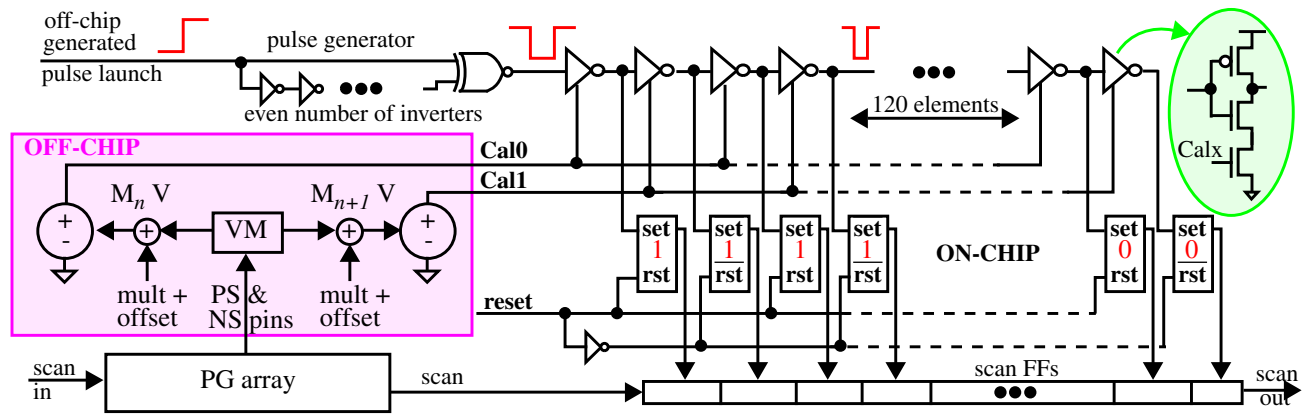 off-chip
generated
pulse launch
pulse generator
even number of inverters
120 elements
Calx
OFF-CHIP
Cal0
Cal1
M_n V
M_{n+1} V
+
-
+
VM
+
+
-
mult +
offset
PS &
NS pins
mult +
offset
set
1
rst
set
1
rst
set
1
rst
set
1
rst
ON-CHIP
set
0
rst
set
0
rst
reset
scan
in
PG array
scan
scan FFs
scan
out